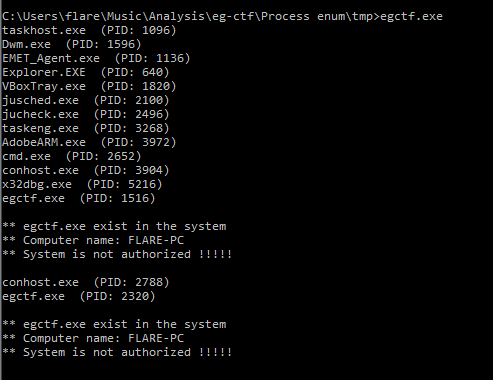 C:\Users\flare\Music\Analysis\eg-ctf\Process enum\tmp>egctf.exe
taskhost.exe  (PID: 1096)
Dwm.exe  (PID: 1596)
EMET_Agent.exe  (PID: 1136)
Explorer.EXE  (PID: 640)
VBoxTray.exe  (PID: 1820)
jusched.exe  (PID: 2100)
jucheck.exe  (PID: 2496)
taskeng.exe  (PID: 3268)
AdobeARM.exe  (PID: 3972)
cmd.exe  (PID: 2652)
conhost.exe  (PID: 3904)
x32dbg.exe  (PID: 5216)
egctf.exe  (PID: 1516)
** egctf.exe exist in the system
** Computer name: FLARE-PC
** System is not authorized !!!!!
conhost.exe  (PID: 2788)
egctf.exe  (PID: 2320)
** egctf.exe exist in the system
** Computer name: FLARE-PC
** System is not authorized !!!!!